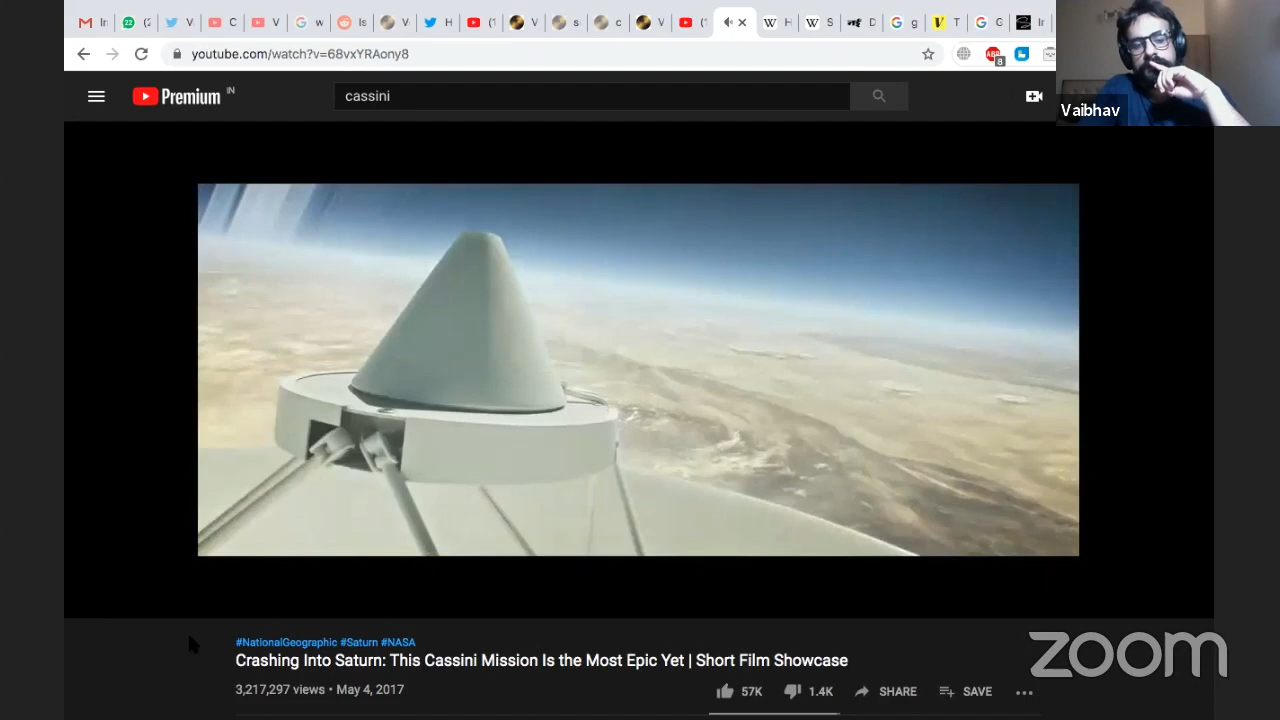 youtube.com/watch?v=68vxYRAony8
8
Premium IN
cassini
Vaibhav
#NationalGeographic #Saturn #NASA
Crashing Into Saturn: This Cassini Mission Is the Most Epic Yet | Short Film Showcase
3,217,297 views • May 4, 2017
57K
1.4K
SHARE
SAVE
zoom